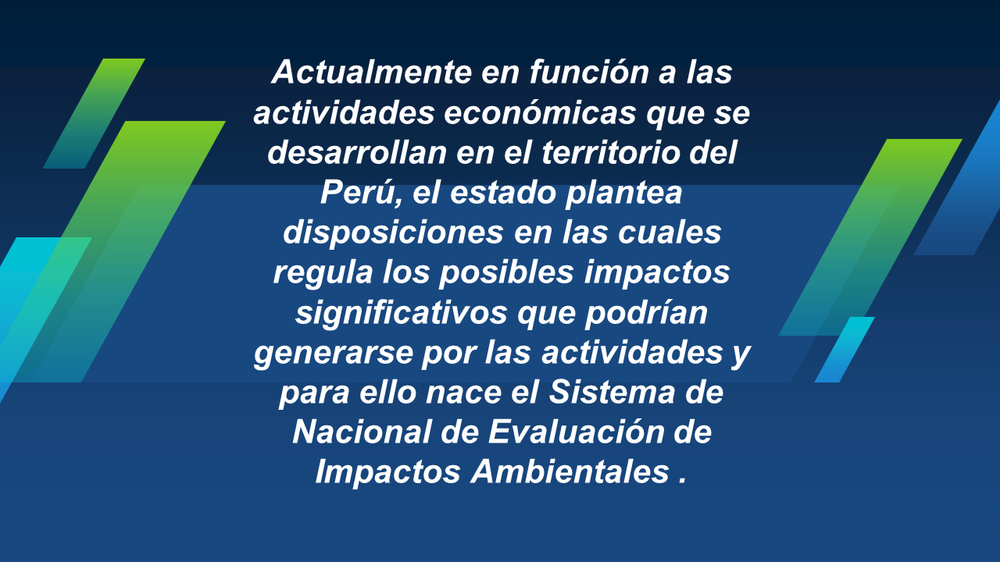 Actualmente en función a las
actividades económicas que se
desarrollan en el territorio del
Perú, el estado plantea
disposiciones en las cuales
regula los posibles impactos
significativos que podrían
generarse por las actividades y
para ello nace el Sistema de
Nacional de Evaluación de
Impactos Ambientales .